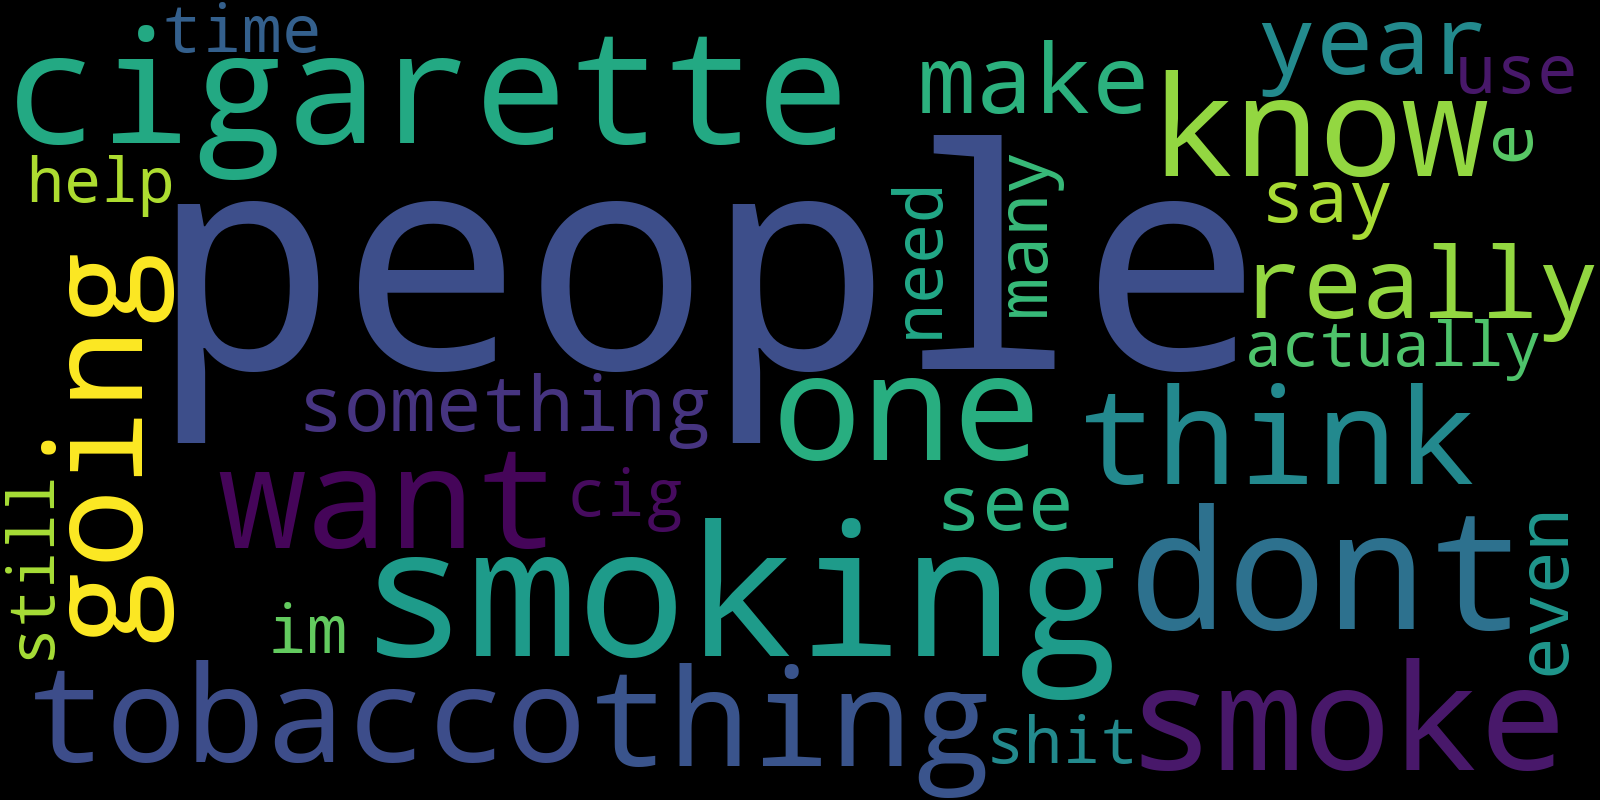 time
cigarette
make
year
use
know
e
help
people
need
many
say
really
going
actually
something
one
think
want
cig
see
still
smoking
dont
even
im
tobacco
thing
shit
smoke